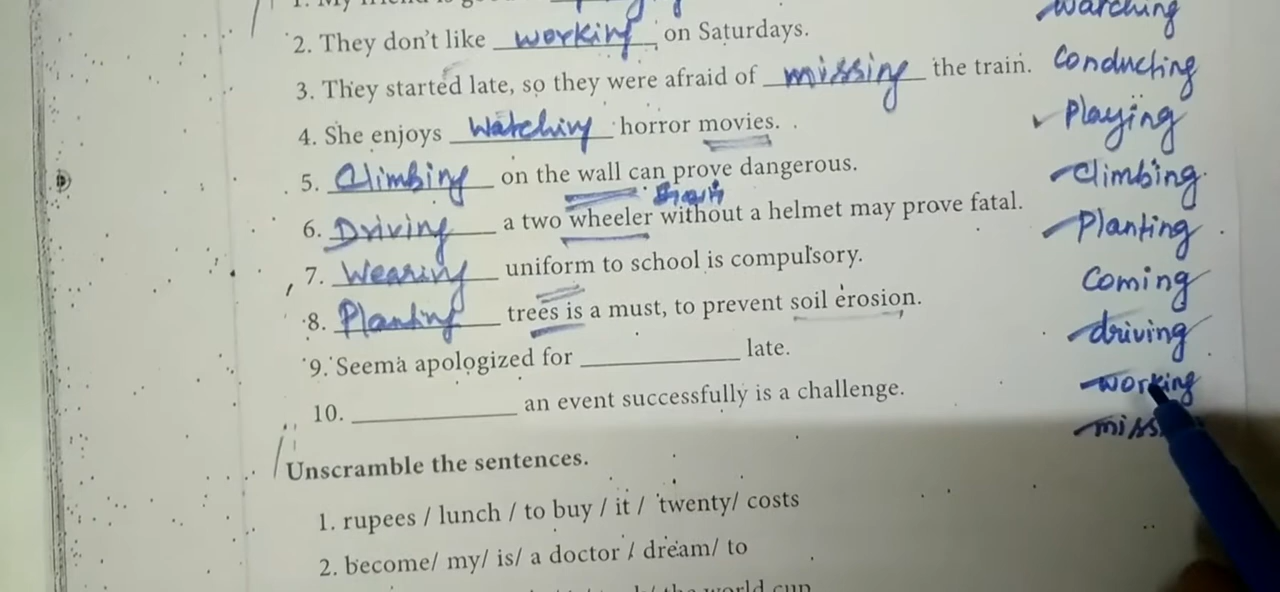 2. They don't like working on Saturdays.
3. They started late, so they were afraid of missing the train.
4. She enjoys Watching horror movies.
5. Climbing on the wall can prove dangerous.
6. Driving a two wheeler without a helmet may prove fatal.
7. Wearing uniform to school is compulsory.
8. Planting trees is a must, to prevent soil erosion.
9. Seema apologized for ____________ late.
10. ____________ an event successfully is a challenge.
Unscramble the sentences.
1. rupees / lunch / to buy / it / twenty/ costs
2. become/ my/ is/ a doctor / dream/ to
the world cup
watching
Conducting
Playing
Climbing
Planting
Coming
driving
working